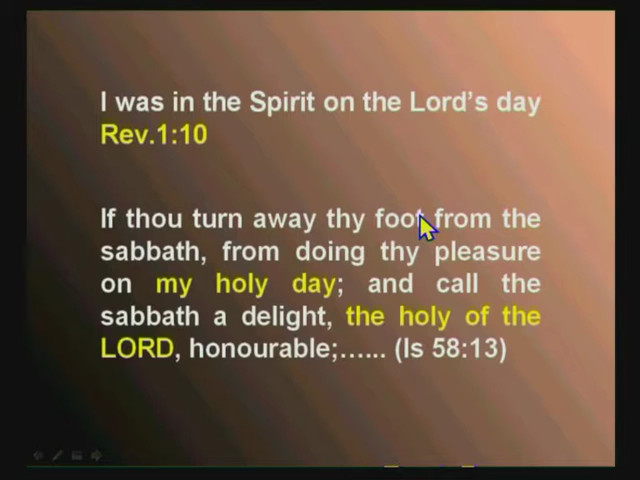 I was in the Spirit on the Lord's day
Rev.1:10
If thou turn away thy foot from the
sabbath, from doing thy pleasure
on my holy day; and call the
sabbath a delight, the holy of the
LORD, honourable;…... (Is 58:13)